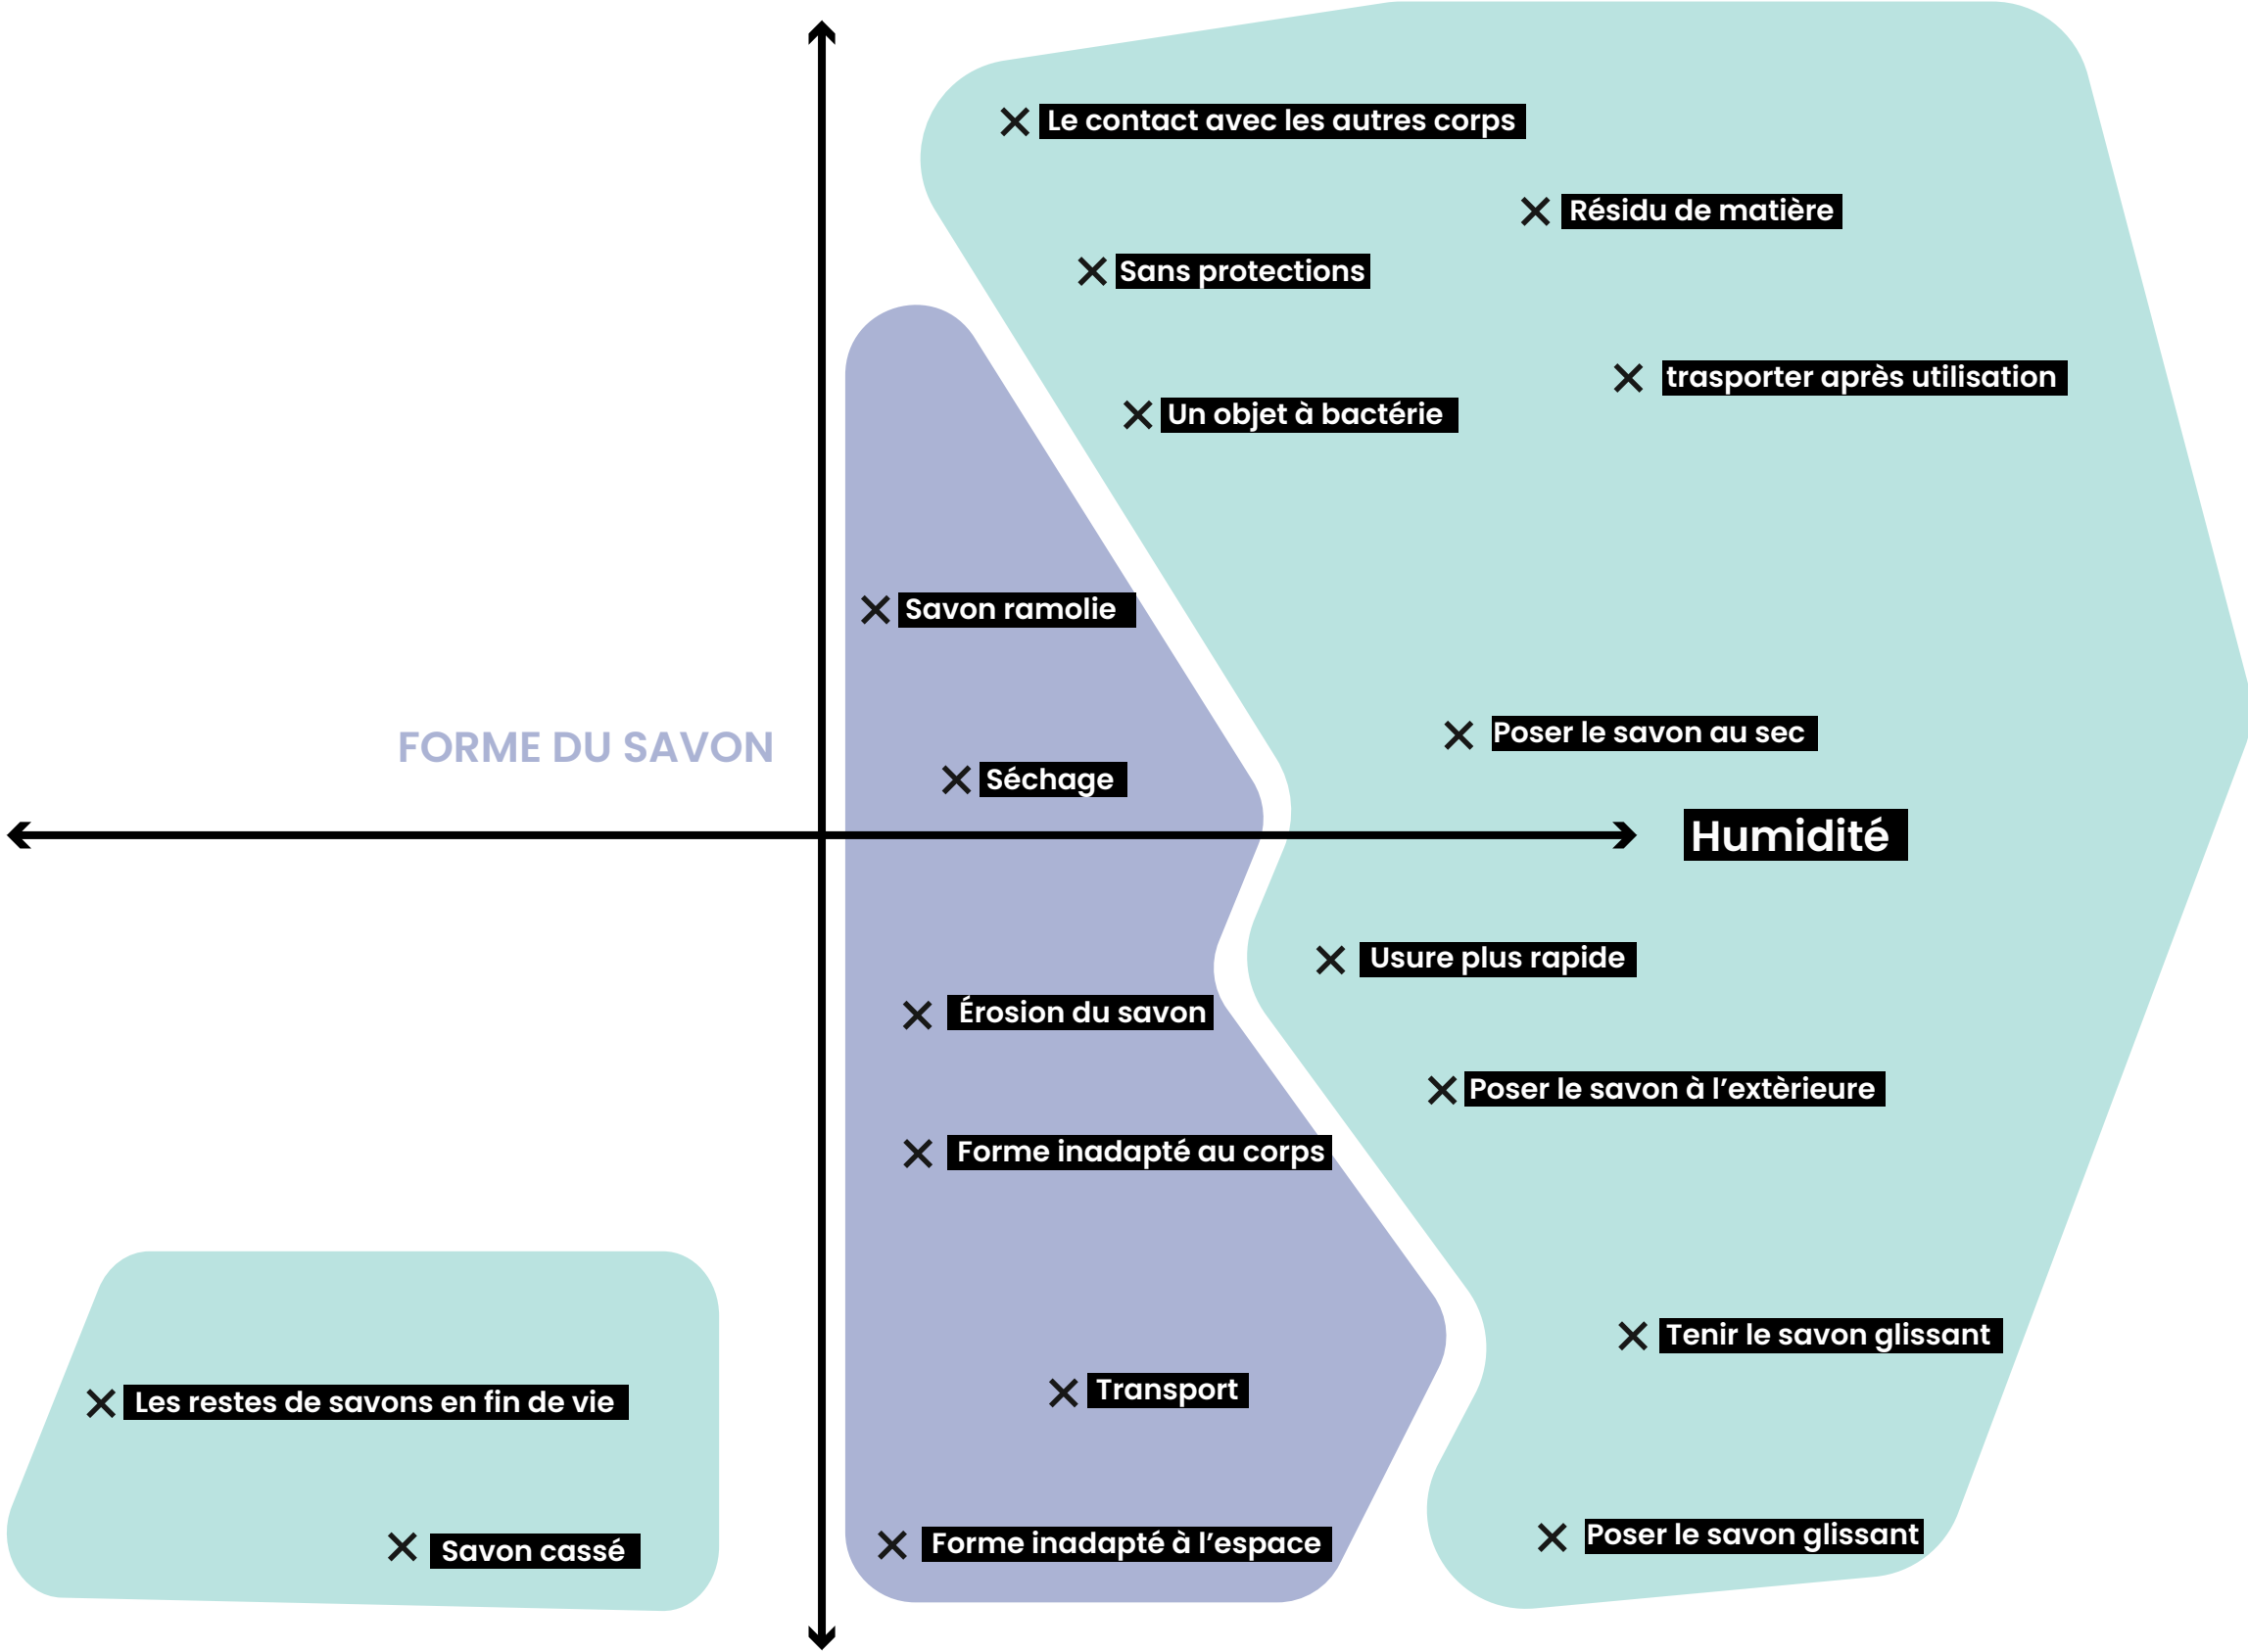 Le contact avec les autres corps
Résidu de matière
Sans protections
trasporter après utilisation
Un objet à bactérie
Savon ramolie
Poser le savon au sec
FORME DU SAVON
Séchage
Humidité
Usure plus rapide
Érosion du savon
Poser le savon à l’extèrieure
Forme inadapté au corps
Tenir le savon glissant
Transport
Les restes de savons en fin de vie
Poser le savon glissant
Forme inadapté à l’espace
Savon cassé